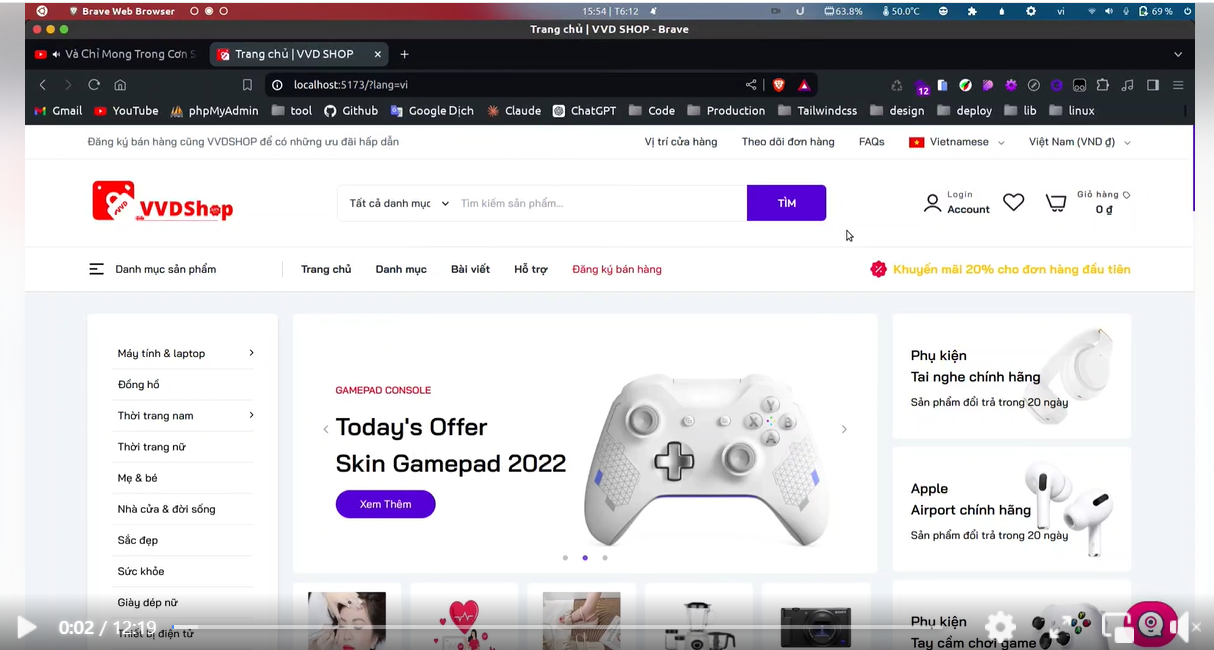 Brave Web Browser
15:54 | T6:12
63.8%
50.0°C
vi
69 %
Trang chủ | VVD SHOP - Brave
Và Chỉ Mong Trong Cơn S
Trang chủ | VVD SHOP
localhost:5173/?lang=vi
12
Gmail
YouTube
phpMyAdmin
tool
Github
Google Dịch
Claude
ChatGPT
Code
Production
Tailwindcss
design
deploy
lib
linux
Đăng ký bán hàng cũng VVDSHOP để có những ưu đãi hấp dẫn
Vị trí cửa hàng
Theo dõi đơn hàng
FAQs
Vietnamese
Việt Nam (VND ₫)
VVDShop
Tất cả danh mục
Tìm kiếm sản phẩm...
TÌM
Login
Account
Giỏ hàng
0 ₫
Danh mục sản phẩm
Trang chủ
Danh mục
Bài viết
Hỗ trợ
Đăng ký bán hàng
Khuyến mãi 20% cho đơn hàng đầu tiên
Máy tính & laptop
Đồng hồ
Thời trang nam
Thời trang nữ
Mẹ & bé
Nhà cửa & đời sống
Sắc đẹp
Sức khỏe
Giày dép nữ
Thiết bị điện tử
GAMEPAD CONSOLE
Today's Offer
Skin Gamepad 2022
Xem Thêm
Phụ kiện
Tai nghe chính hãng
Sản phẩm đổi trả trong 20 ngày
Apple
Airport chính hãng
Sản phẩm đổi trả trong 20 ngày
Phụ kiện
Tay cầm chơi game
0:02 / 12:19